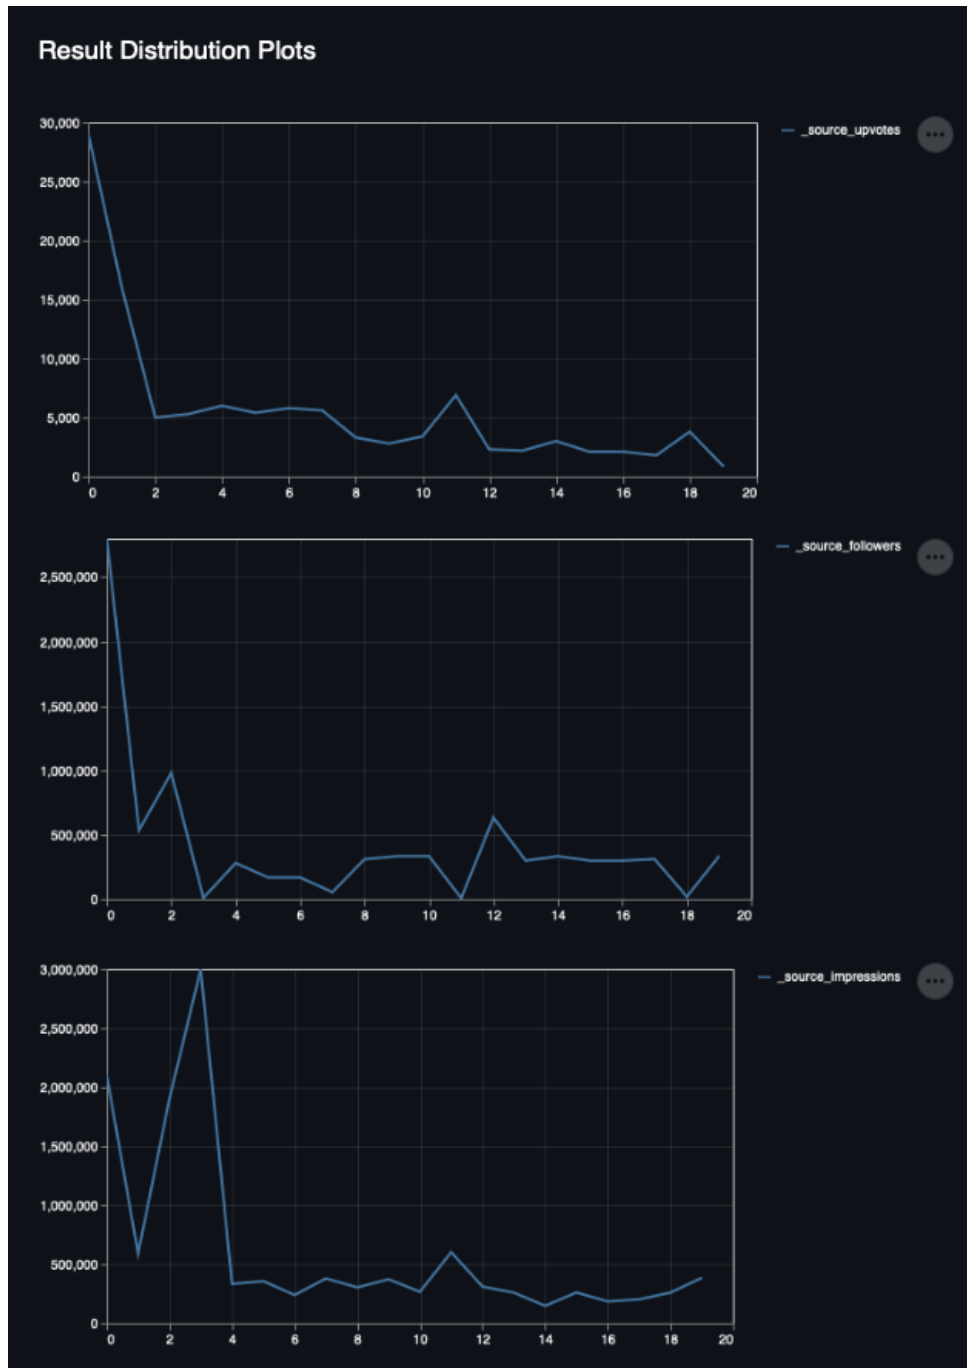 Result Distribution Plots
30,000
25,000
20,000
15,000
10,000
5,000
0
0 2 4 6 8 10 12 14 16 18 20
_source_upvotes
2,500,000
2,000,000
1,500,000
1,000,000
500,000
0
0 2 4 6 8 10 12 14 16 18 20
_source_followers
3,000,000
2,500,000
2,000,000
1,500,000
1,000,000
500,000
0
0 2 4 6 8 10 12 14 16 18 20
_source_impressions